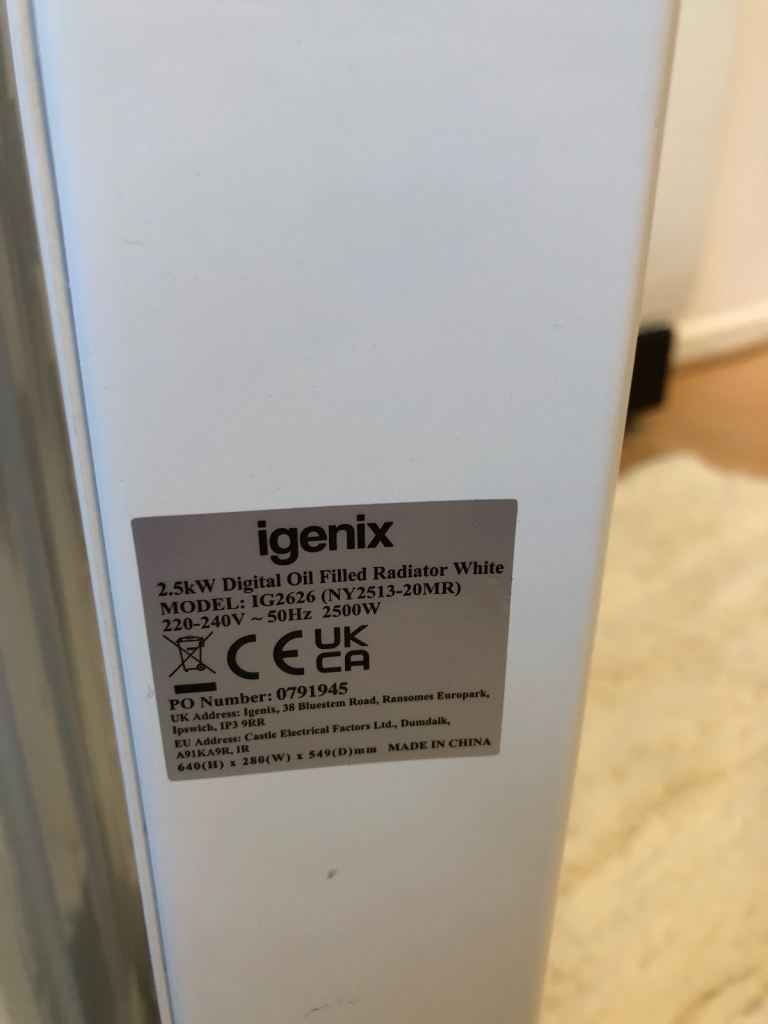 igenix
2.5kW Digital Oil Filled Radiator White
MODEL: IG2626 (NY2513-20MR)
220-240V ~ 50Hz 2500W
CE UK
CA
PO Number: 0791945
UK Address: Igenix, 38 Bluestem Road, Ransomes Europark,
Ipswich, IP3 9RR
EU Address: Castle Electrical Factors Ltd., Dumdalk,
A91KA9R, IR
640(H) x 280(W) x 549(D)mm MADE IN CHINA